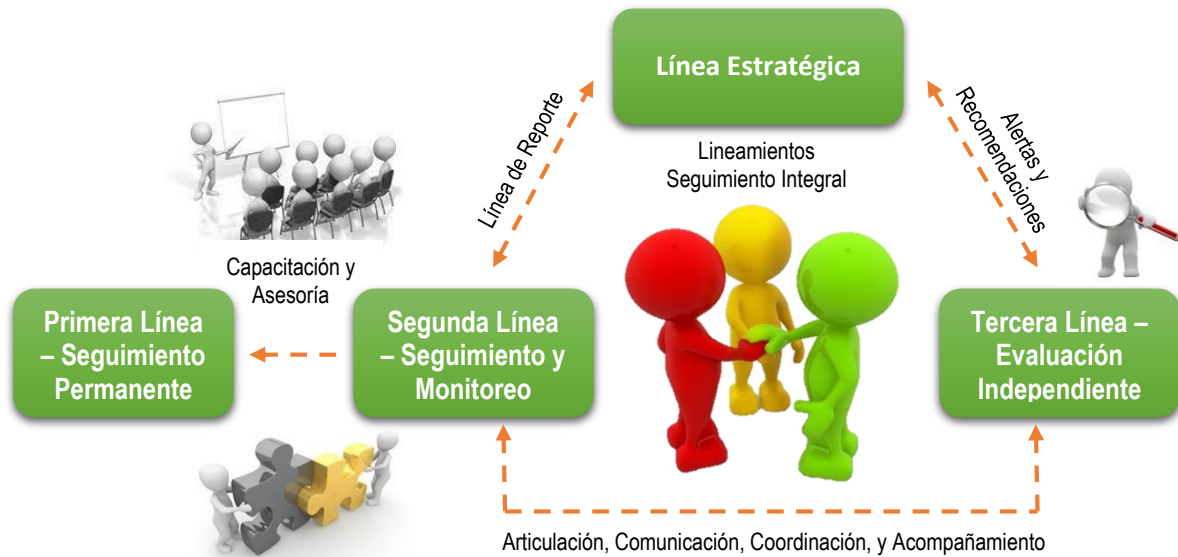 Línea Estratégica
Línea de Reporte
Alertas y
Recomendaciones
Lineamientos
Seguimiento Integral
Capacitación y
Asesoría
Primera Línea
– Seguimiento
Permanente
Segunda Línea
– Seguimiento y
Monitoreo
Tercera Línea –
Evaluación
Independiente
Articulación, Comunicación, Coordinación, y Acompañamiento